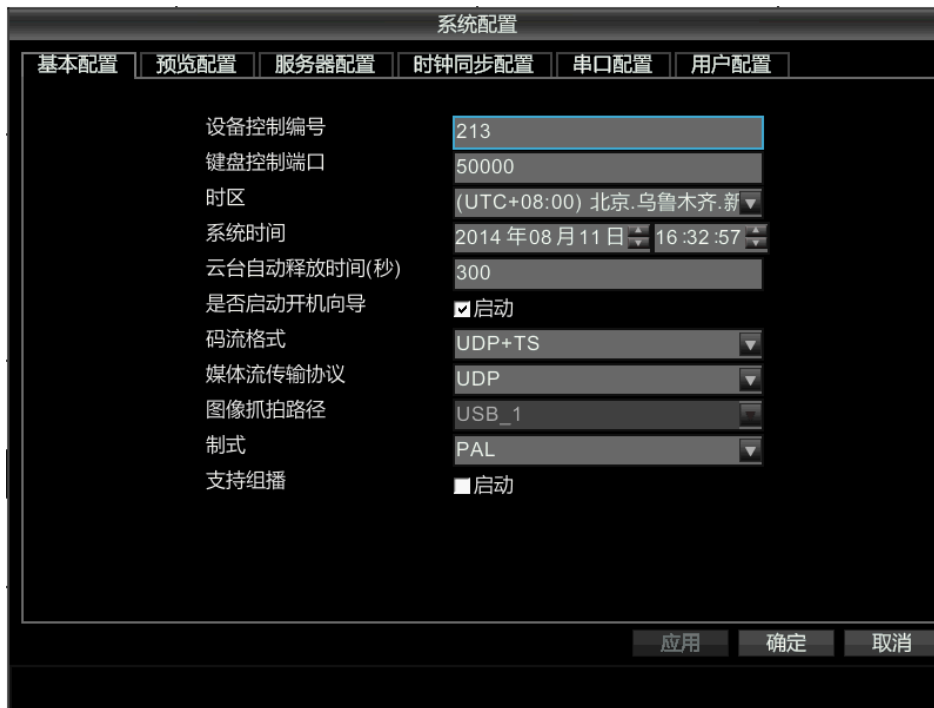 系统配置
基本配置 预览配置 服务器配置 时钟同步配置 串口配置 用户配置
设备控制编号 213
键盘控制端口 50000
时区 (UTC+08:00) 北京.乌鲁木齐.新
系统时间 2014 年08 月11 日 16:32:57
云台自动释放时间(秒) 300
是否启动开机向导 启动
码流格式 UDP+TS
媒体流传输协议 UDP
图像抓拍路径 USB_1
制式 PAL
支持组播 启动
应用 确定 取消